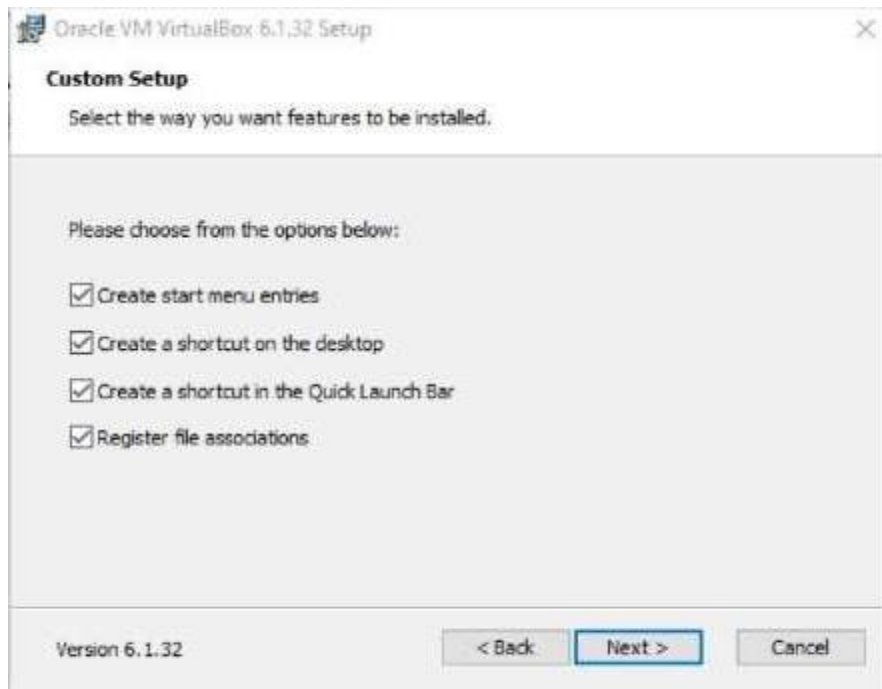 Oracle VM VirtualBox 6.1.32 Setup
Custom Setup
Select the way you want features to be installed.
Please choose from the options below:
Create start menu entries
Create a shortcut on the desktop
Create a shortcut in the Quick Launch Bar
Register file associations
Version 6.1.32
< Back
Next >
Cancel